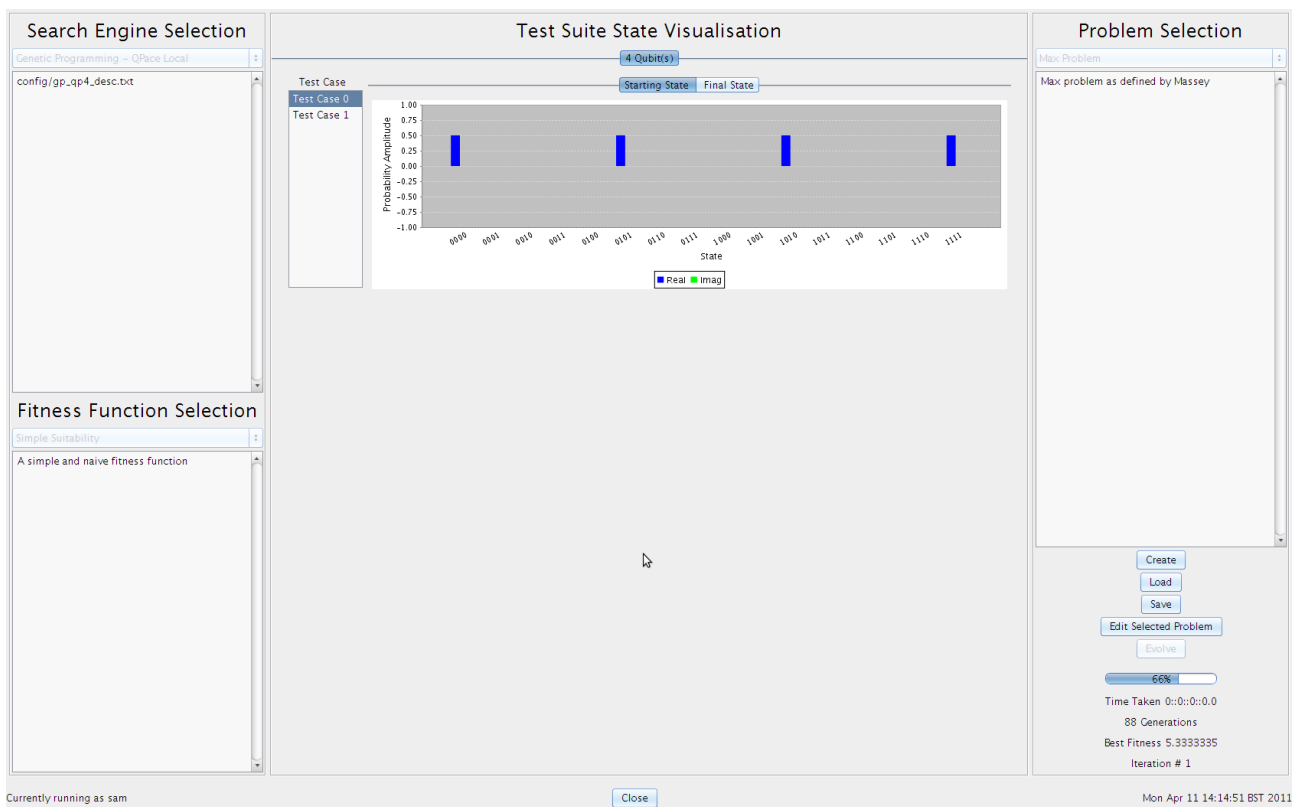 Search Engine Selection
Genetic Programming – QPace Local
config/gp_qp4_desc.txt
Fitness Function Selection
Simple Suitability
A simple and naive fitness function
Test Suite State Visualisation
4 Qubit(s)
Test Case
Test Case 0
Test Case 1
Starting State Final State
Probability Amplitude
1.00
0.75
0.50
0.25
0.00
-0.25
-0.50
-0.75
-1.00
0000 0001 0010 0011 0100 0101 0110 0111 1000 1001 1010 1011 1100 1101 1110 1111
State
Real Imag
Problem Selection
Max Problem
Max problem as defined by Massey
Create
Load
Save
Edit Selected Problem
Evolve
66%
Time Taken 0::0::0::0.0
88 Generations
Best Fitness 5.3333335
Iteration # 1
Currently running as sam
Close
Mon Apr 11 14:14:51 BST 2011